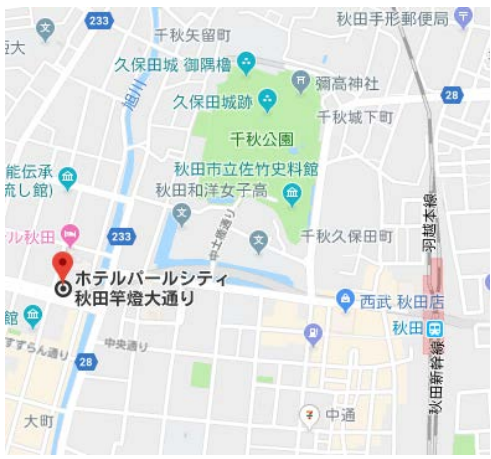 秋田手形郵便局
233
千秋矢留町
短大
旭川
久保田城 御隅櫓
彌高神社
久保田城跡
28
千秋城下町
千秋公園
能伝承
流し館)
秋田市立佐竹史料館
秋田和洋女子高
羽越本線
ル秋田
233
中土橋通り
千秋久保田町
ホテルパールシティ
秋田竿燈大通り
西武 秋田店
館
秋田
すずらん通り
中央通り
28
秋田新幹線
大町
中通